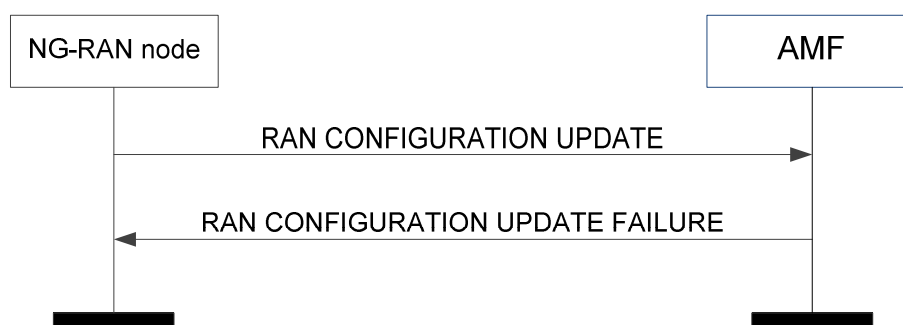 NG-RAN node
AMF
RAN CONFIGURATION UPDATE
RAN CONFIGURATION UPDATE FAILURE